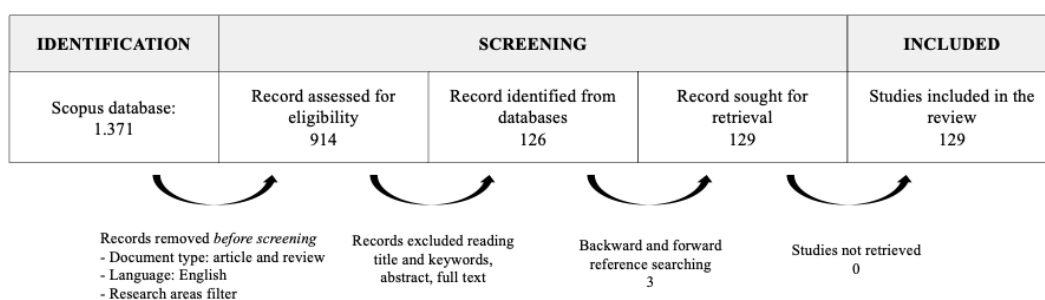 IDENTIFICATION
SCREENING
INCLUDED
Scopus database:
1.371
Record assessed for
eligibility
914
Record identified from
databases
126
Record sought for
retrieval
129
Studies included in the
review
129
Records removed before screening
- Document type: article and review
- Language: English
- Research areas filter
Records excluded reading
title and keywords,
abstract, full text
Backward and forward
reference searching
3
Studies not retrieved
0